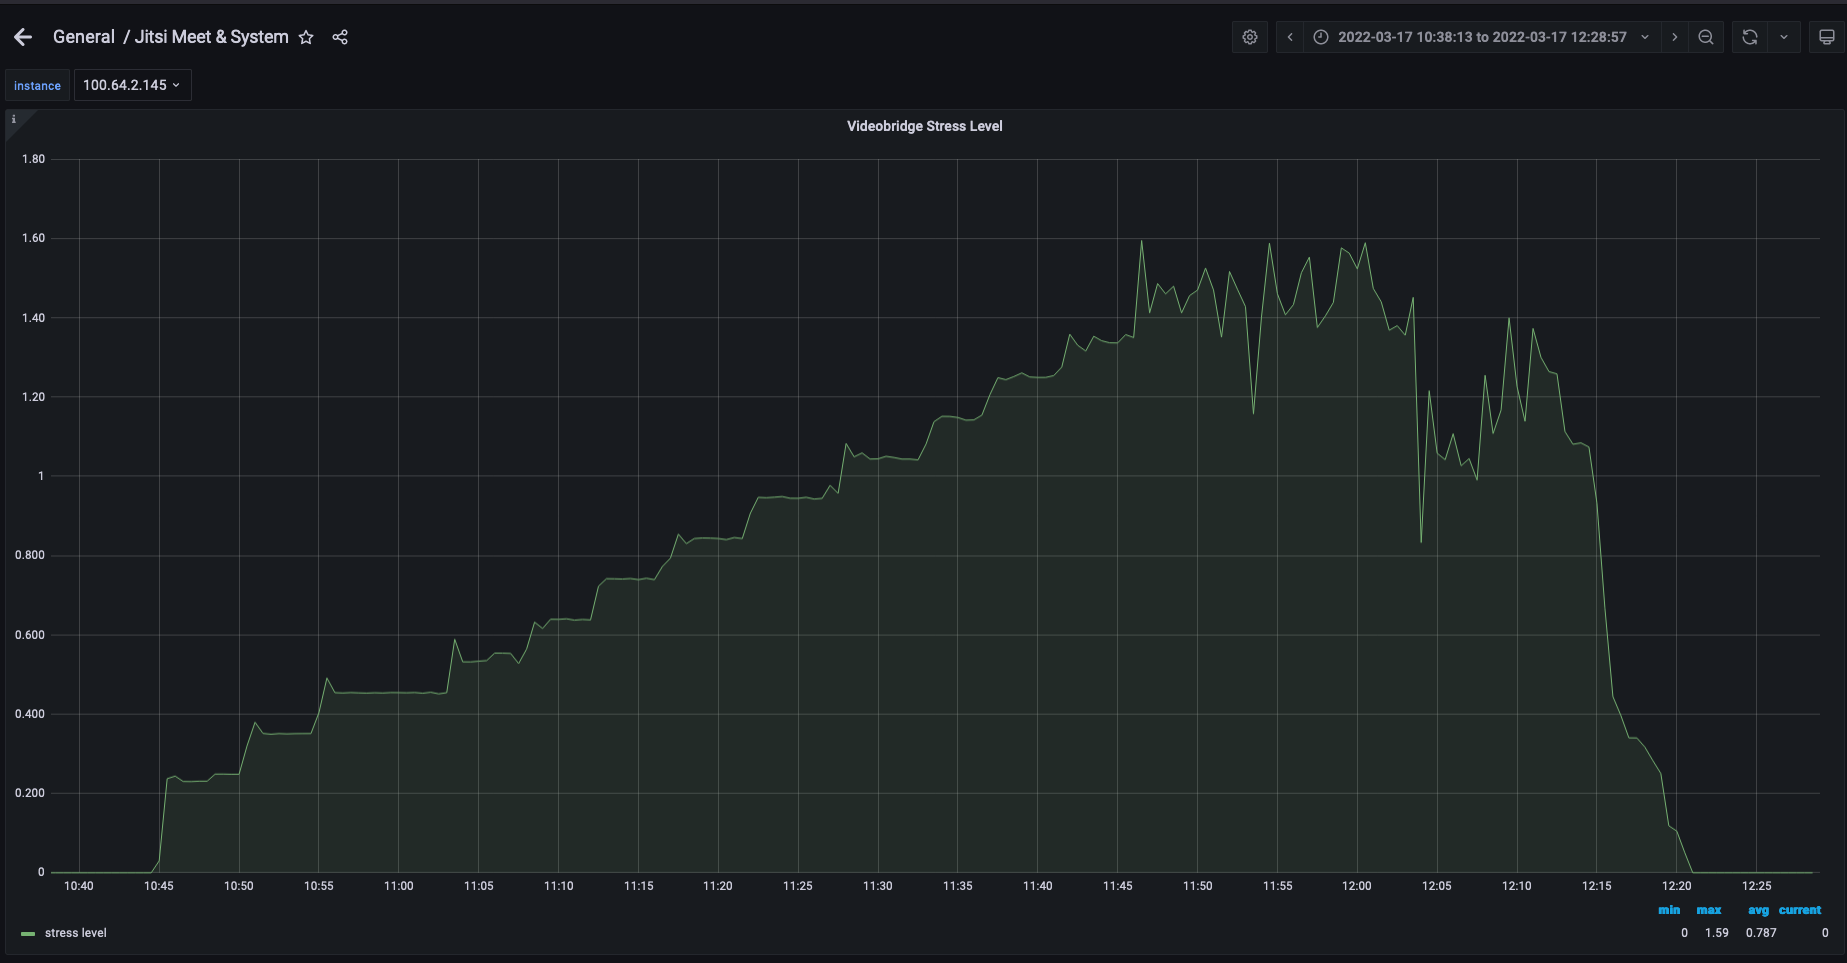 General / Jitsi Meet & System
2022-03-17 10:38:13 to 2022-03-17 12:28:57
instance 100.64.2.145
i
Videobridge Stress Level
1.80
1.60
1.40
1.20
1
0.800
0.600
0.400
0.200
0
10:40 10:45 10:50 10:55 11:00 11:05 11:10 11:15 11:20 11:25 11:30 11:35 11:40 11:45 11:50 11:55 12:00 12:05 12:10 12:15 12:20 12:25
min max avg current
stress level 0 1.59 0.787 0